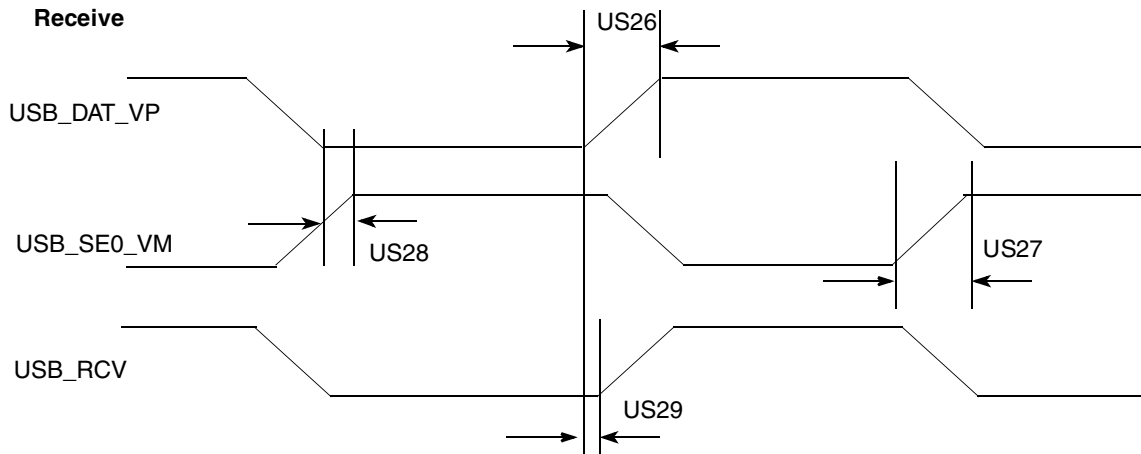 Receive
US26
USB_DAT_VP
USB_SE0_VM
US28
US27
USB_RCV
US29